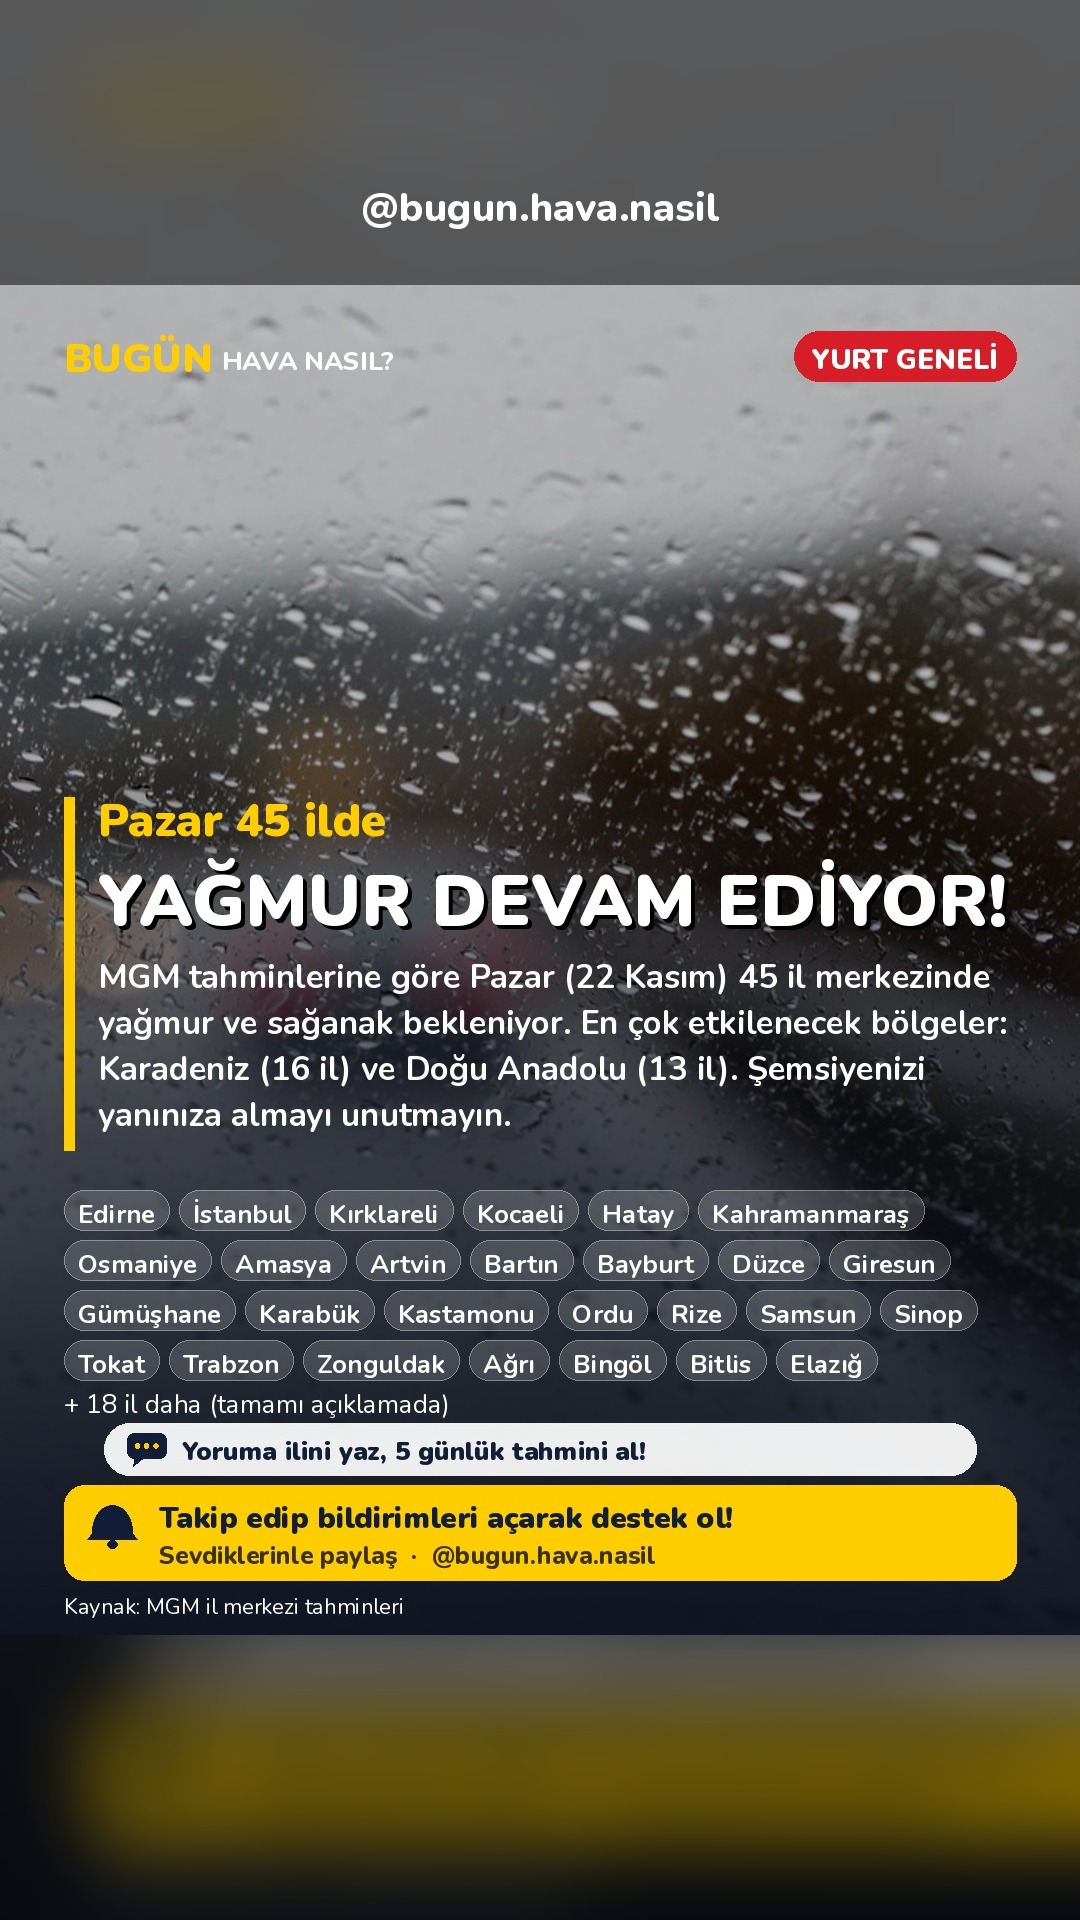 @bugun.hava.nasil
BUGÜN HAVA NASIL?
YURT GENELİ
Pazar 45 ilde
YAĞMUR DEVAM EDİYOR!
MGM tahminlerine göre Pazar (22 Kasım) 45 il merkezinde
yağmur ve sağanak bekleniyor. En çok etkilenecek bölgeler:
Karadeniz (16 il) ve Doğu Anadolu (13 il). Şemsiyenizi
yanınıza almayı unutmayın.
Edirne İstanbul Kırklareli Kocaeli Hatay Kahramanmaraş
Osmaniye Amasya Artvin Bartın Bayburt Düzce Giresun
Gümüşhane Karabük Kastamonu Ordu Rize Samsun Sinop
Tokat Trabzon Zonguldak Ağrı Bingöl Bitlis Elazığ
+ 18 il daha (tamamı açıklamada)
Yoruma ilini yaz, 5 günlük tahmini al!
Takip edip bildirimleri açarak destek ol!
Sevdiklerinle paylaş · @bugun.hava.nasil
Kaynak: MGM il merkezi tahminleri